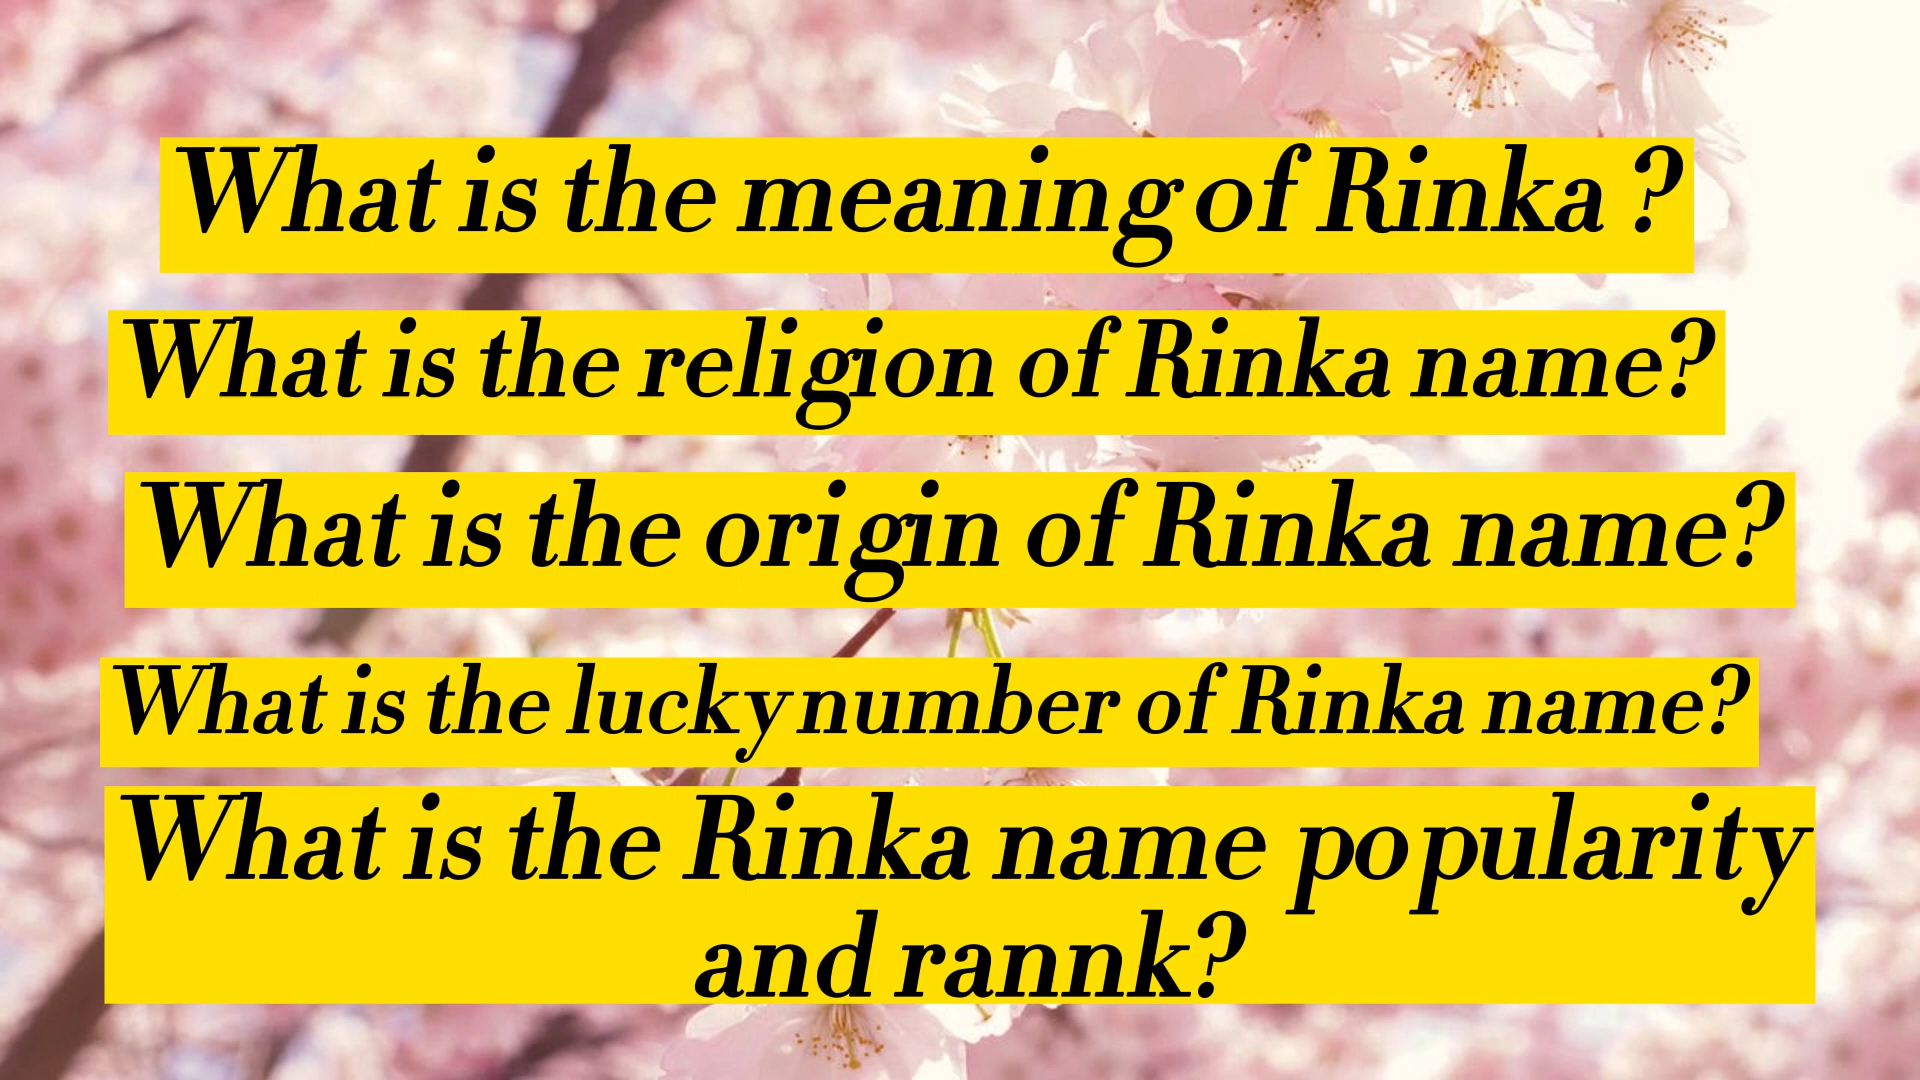 What is the meaning of Rinka ?
What is the religion of Rinka name?
What is the origin of Rinka name?
What is the lucky number of Rinka name?
What is the Rinka name popularity
and rannk?